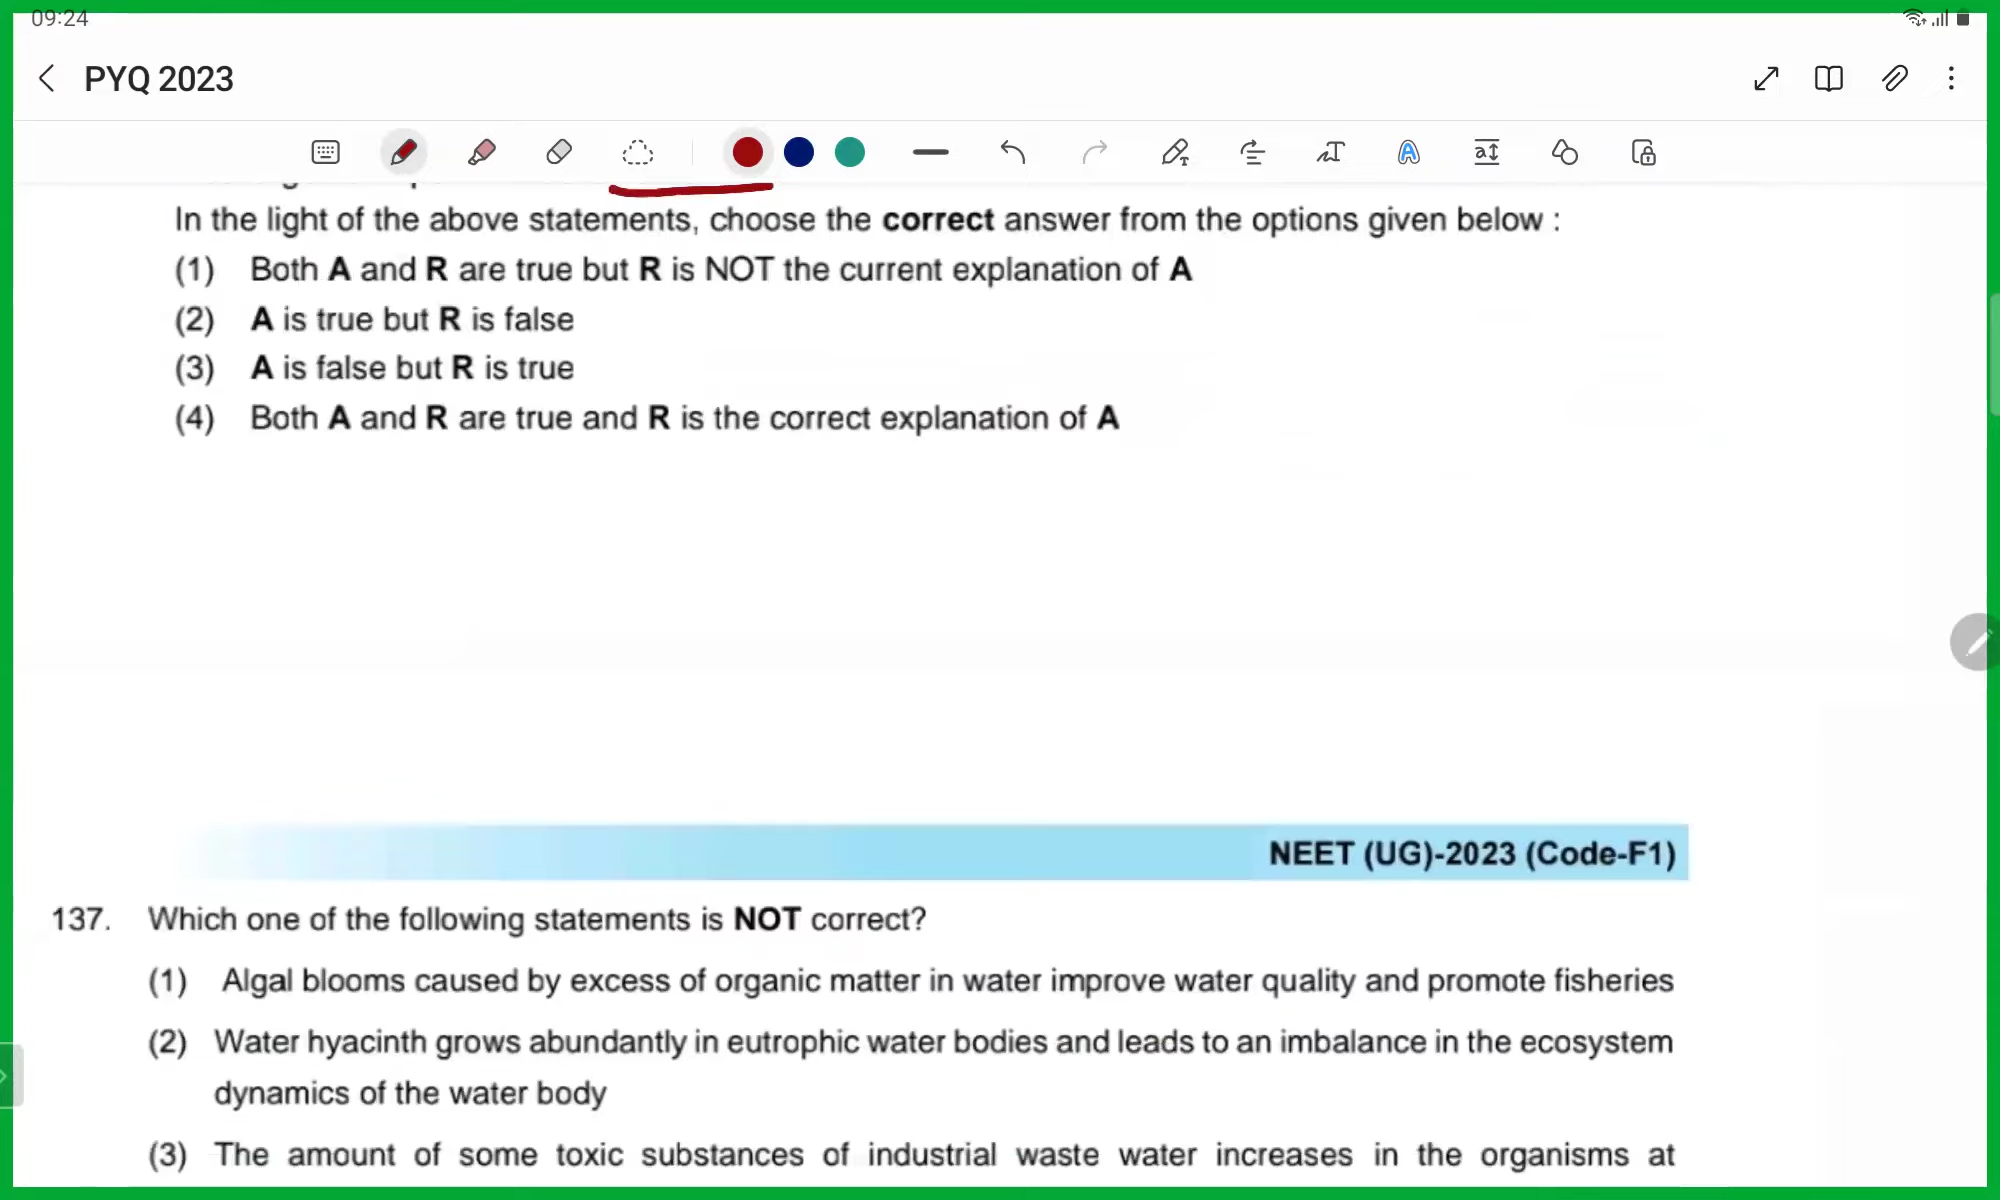 09:24
PYQ 2023
In the light of the above statements, choose the correct answer from the options given below :
(1) Both A and R are true but R is NOT the current explanation of A
(2) A is true but R is false
(3) A is false but R is true
(4) Both A and R are true and R is the correct explanation of A
NEET (UG)-2023 (Code-F1)
137. Which one of the following statements is NOT correct?
(1) Algal blooms caused by excess of organic matter in water improve water quality and promote fisheries
(2) Water hyacinth grows abundantly in eutrophic water bodies and leads to an imbalance in the ecosystem
dynamics of the water body
(3) The amount of some toxic substances of industrial waste water increases in the organisms at